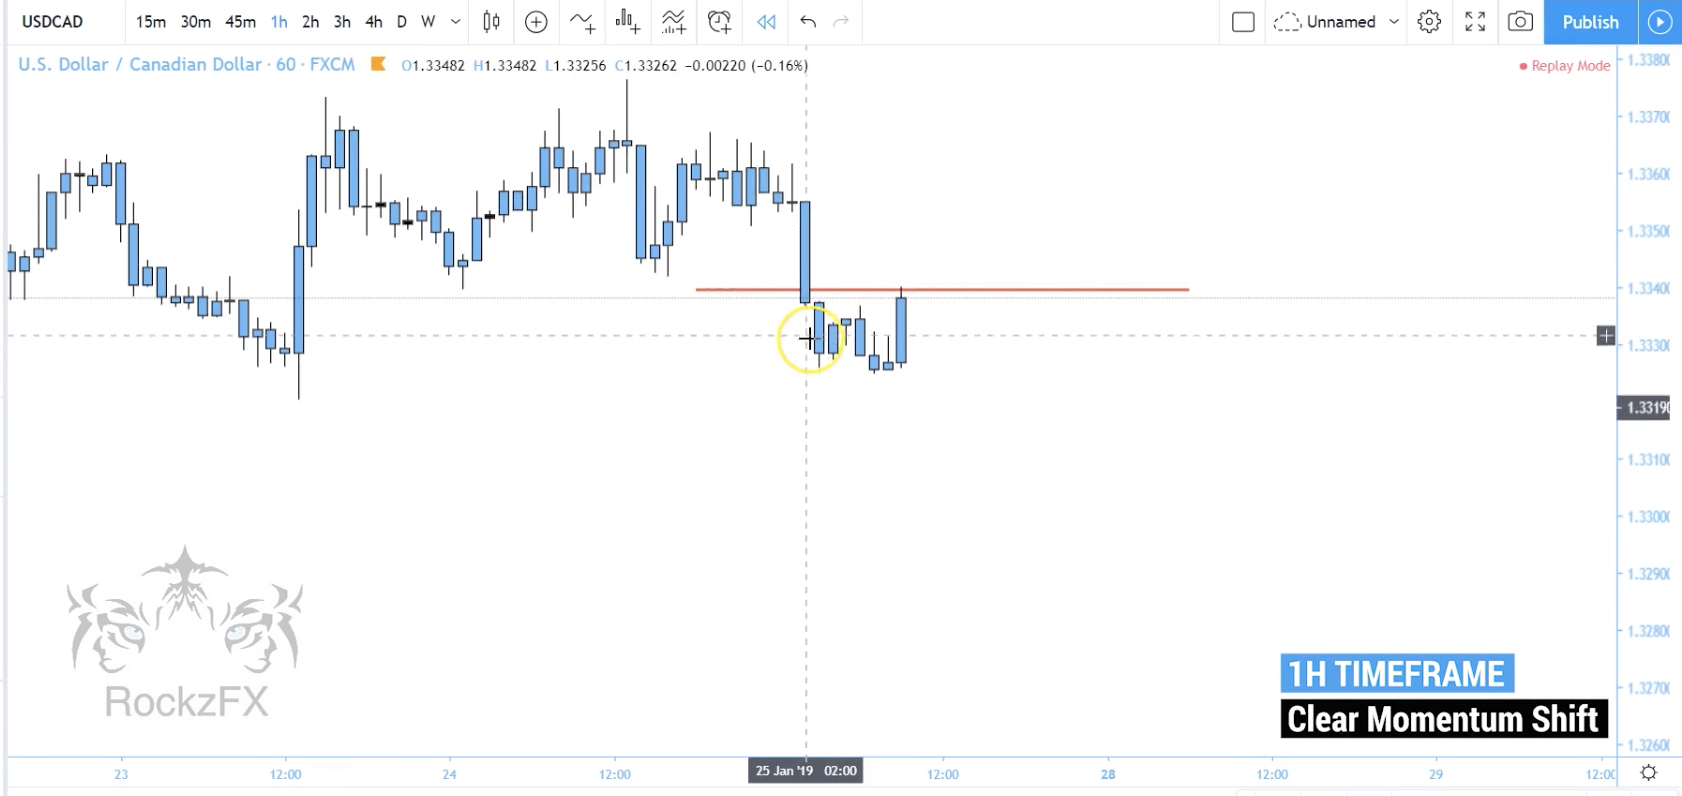 USDCAD 15m 30m 45m 1h 2h 3h 4h D W Unnamed Publish
U.S. Dollar / Canadian Dollar · 60 · FXCM O1.33482 H1.33482 L1.33256 C1.33262 −0.00220 (−0.16%)
Replay Mode
1.3380
1.3370
1.3360
1.3350
1.3340
1.3330
1.3319
1.3310
1.3300
1.3290
1.3280
1.3270
1.3260
RockzFX
1H TIMEFRAME
Clear Momentum Shift
23 12:00 24 12:00 25 Jan '19 02:00 12:00 28 12:00 29 12:00